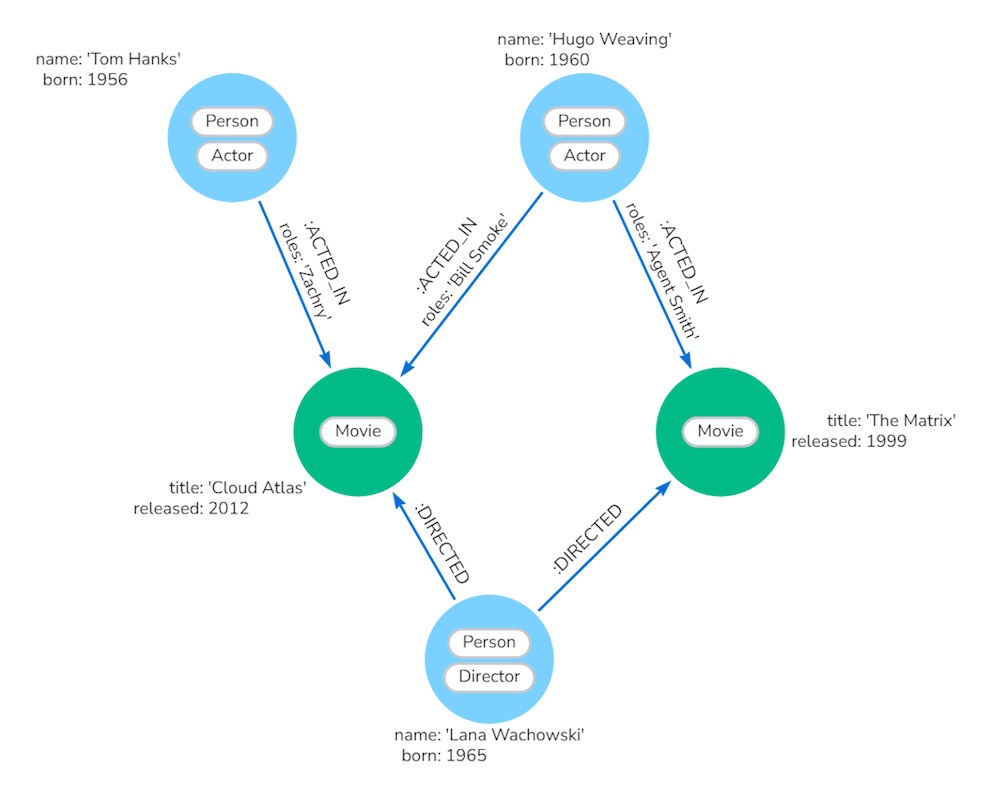 name: 'Tom Hanks'
born: 1956
Person
Actor
name: 'Hugo Weaving'
born: 1960
Person
Actor
:ACTED_IN
roles: 'Zachry'
:ACTED_IN
roles: 'Bill Smoke'
:ACTED_IN
roles: 'Agent Smith'
Movie
title: 'Cloud Atlas'
released: 2012
Movie
title: 'The Matrix'
released: 1999
:DIRECTED
:DIRECTED
Person
Director
name: 'Lana Wachowski'
born: 1965